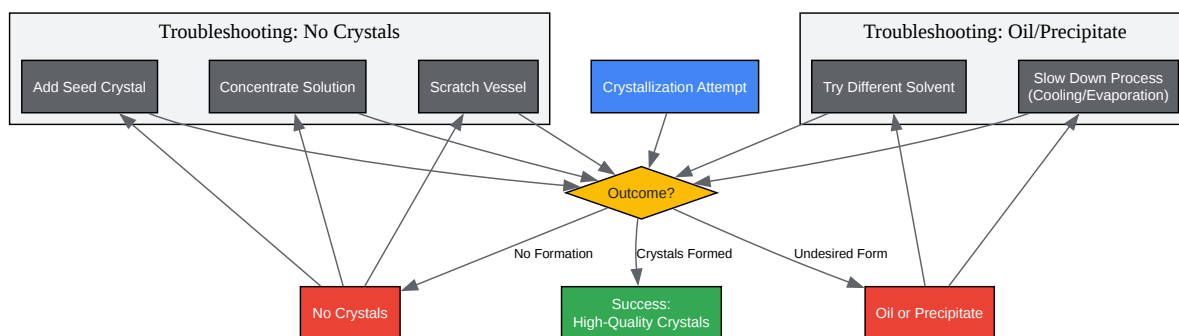 Troubleshooting: No Crystals
Troubleshooting: Oil/Precipitate
Add Seed Crystal
Concentrate Solution
Scratch Vessel
Crystallization Attempt
Try Different Solvent
Slow Down Process
(Cooling/Evaporation)
Outcome?
No Formation
Crystals Formed
Undesired Form
No Crystals
Success:
High-Quality Crystals
Oil or Precipitate